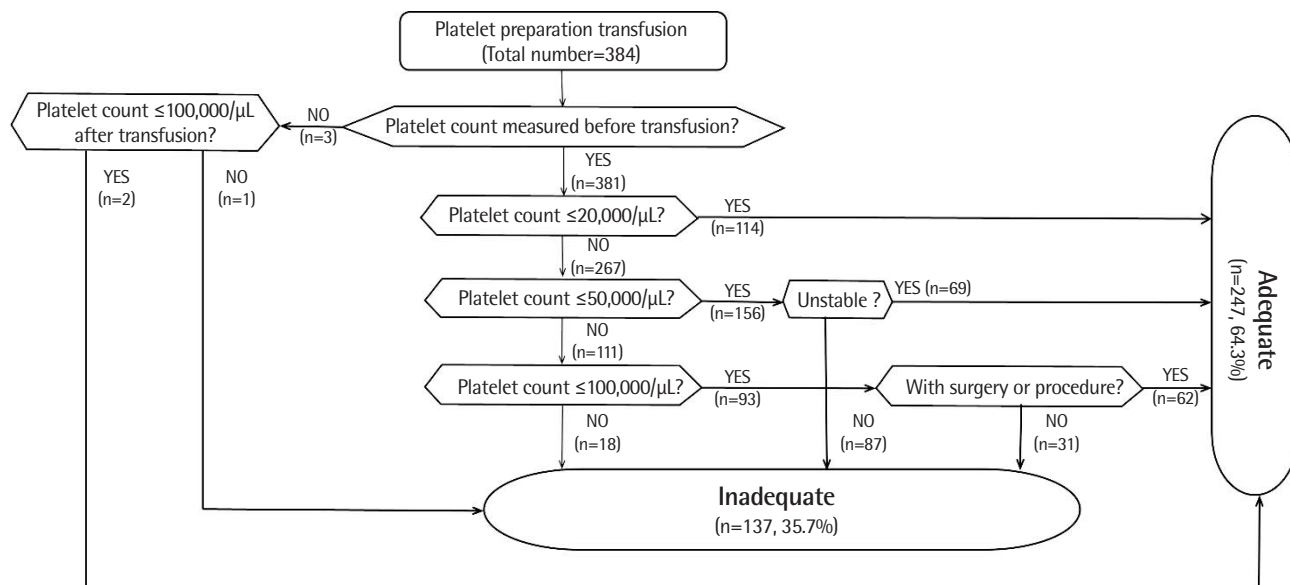 Platelet preparation transfusion
(Total number=384)
Platelet count ≤100,000/µL
after transfusion?
NO
(n=3)
Platelet count measured before transfusion?
YES
(n=2)
NO
(n=1)
YES
(n=381)
Platelet count ≤20,000/µL?
YES
(n=114)
NO
(n=267)
Platelet count ≤50,000/µL?
YES
(n=156)
Unstable ?
YES (n=69)
NO
(n=111)
Platelet count ≤100,000/µL?
YES
(n=93)
With surgery or procedure?
YES
(n=62)
NO
(n=18)
NO
(n=87)
NO
(n=31)
Adequate
(n=247, 64.3%)
Inadequate
(n=137, 35.7%)